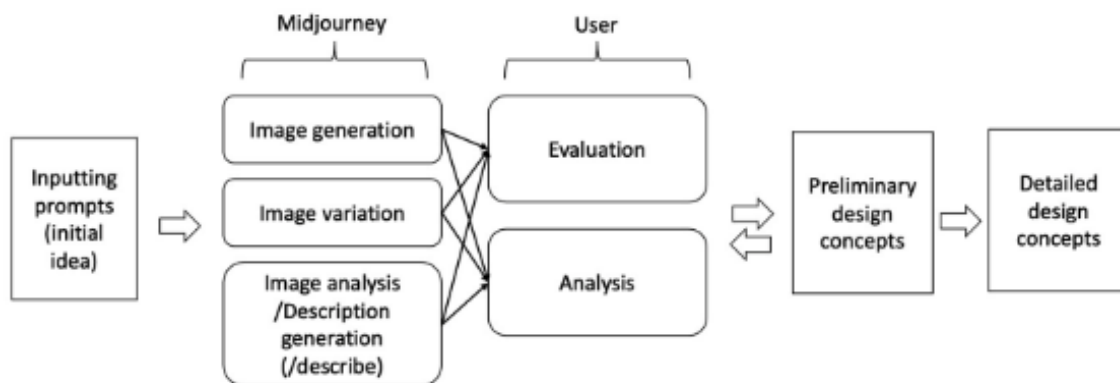 Midjourney
User
Inputting
prompts
(initial
idea)
Image generation
Image variation
Image analysis
/Description
generation
(/describe)
Evaluation
Analysis
Preliminary
design
concepts
Detailed
design
concepts